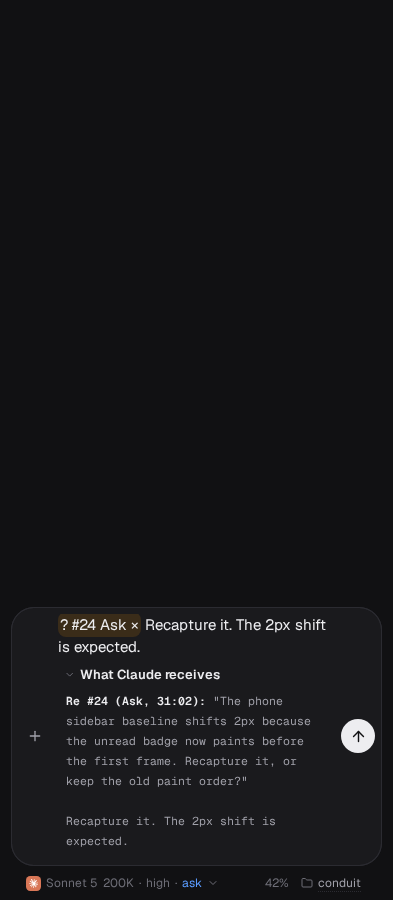 ? #24 Ask × Recapture it. The 2px shift
is expected.
What Claude receives
Re #24 (Ask, 31:02): "The phone
sidebar baseline shifts 2px because
the unread badge now paints before
the first frame. Recapture it, or
keep the old paint order?"
Recapture it. The 2px shift is
expected.
Sonnet 5 200K · high · ask 42% conduit